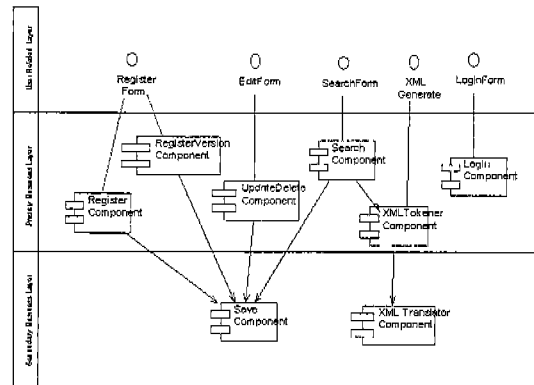 User Related Layer
Register
Form
EditForm
SearchForm
XML
Generate
LoginForm
Business Layer
RegisterVersion
Component
Search
Component
Login
Component
Register
Component
UpdateDelete
Component
XMLTokener
Component
Secondary Business Layer
Save
Component
XML Translator
Component